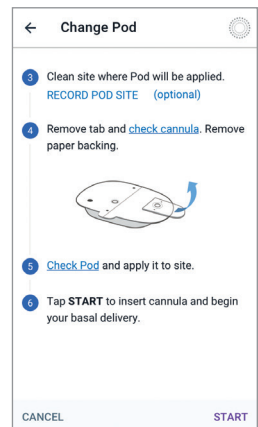 Change Pod
3 Clean site where Pod will be applied.
RECORD POD SITE (optional)
4 Remove tab and check cannula. Remove
paper backing.
5 Check Pod and apply it to site.
6 Tap START to insert cannula and begin
your basal delivery.
CANCEL START